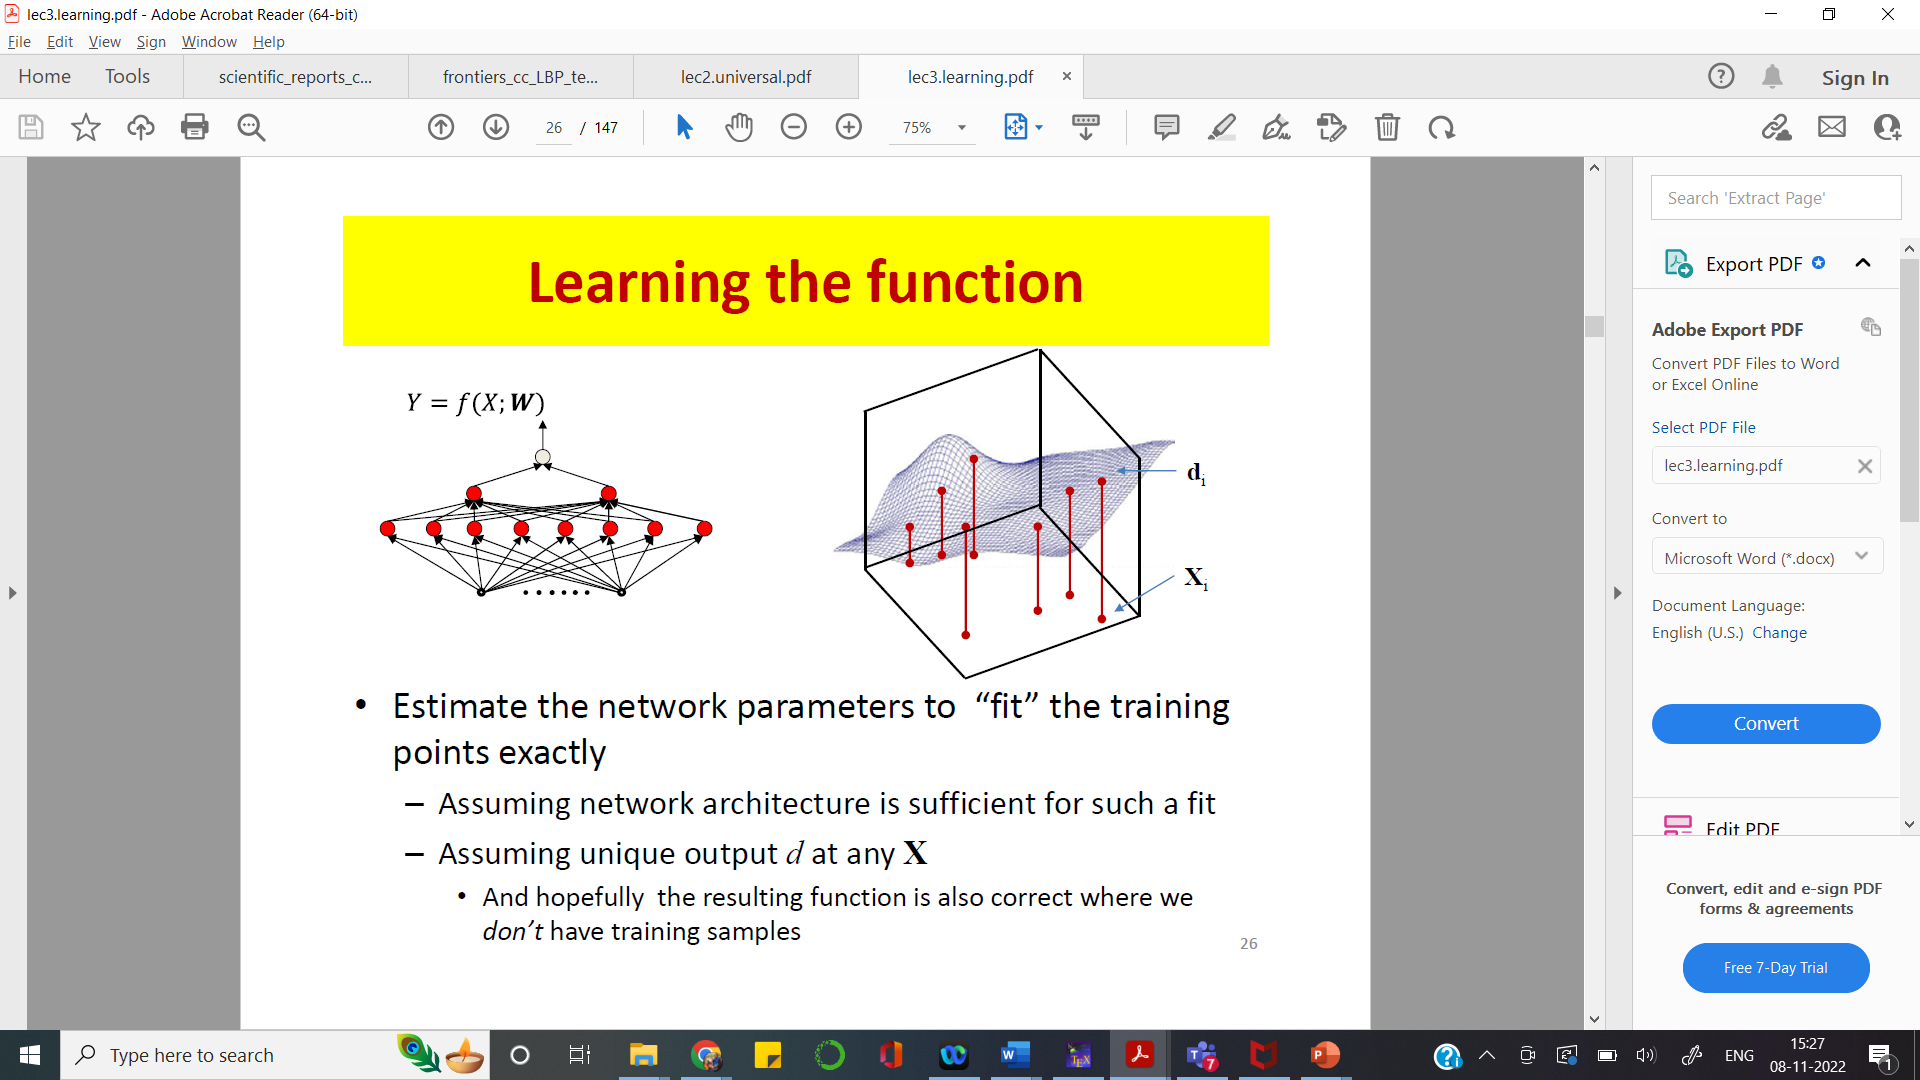 lec3.learning.pdf - Adobe Acrobat Reader (64-bit)
File Edit View Sign Window Help
Home Tools scientific_reports_c... frontiers_cc_LBP_te... lec2.universal.pdf lec3.learning.pdf × Sign In
26 / 147 75%
Learning the function
Y = f(X; W)
d_i
X_i
• Estimate the network parameters to “fit” the training
points exactly
– Assuming network architecture is sufficient for such a fit
– Assuming unique output d at any X
• And hopefully the resulting function is also correct where we
don’t have training samples
26
Search 'Extract Page'
Export PDF
Adobe Export PDF
Convert PDF Files to Word
or Excel Online
Select PDF File
lec3.learning.pdf
Convert to
Microsoft Word (*.docx)
Document Language:
English (U.S.) Change
Convert
Edit PDF
Convert, edit and e-sign PDF
forms & agreements
Free 7-Day Trial
Type here to search
7
ENG
15:27
08-11-2022
1